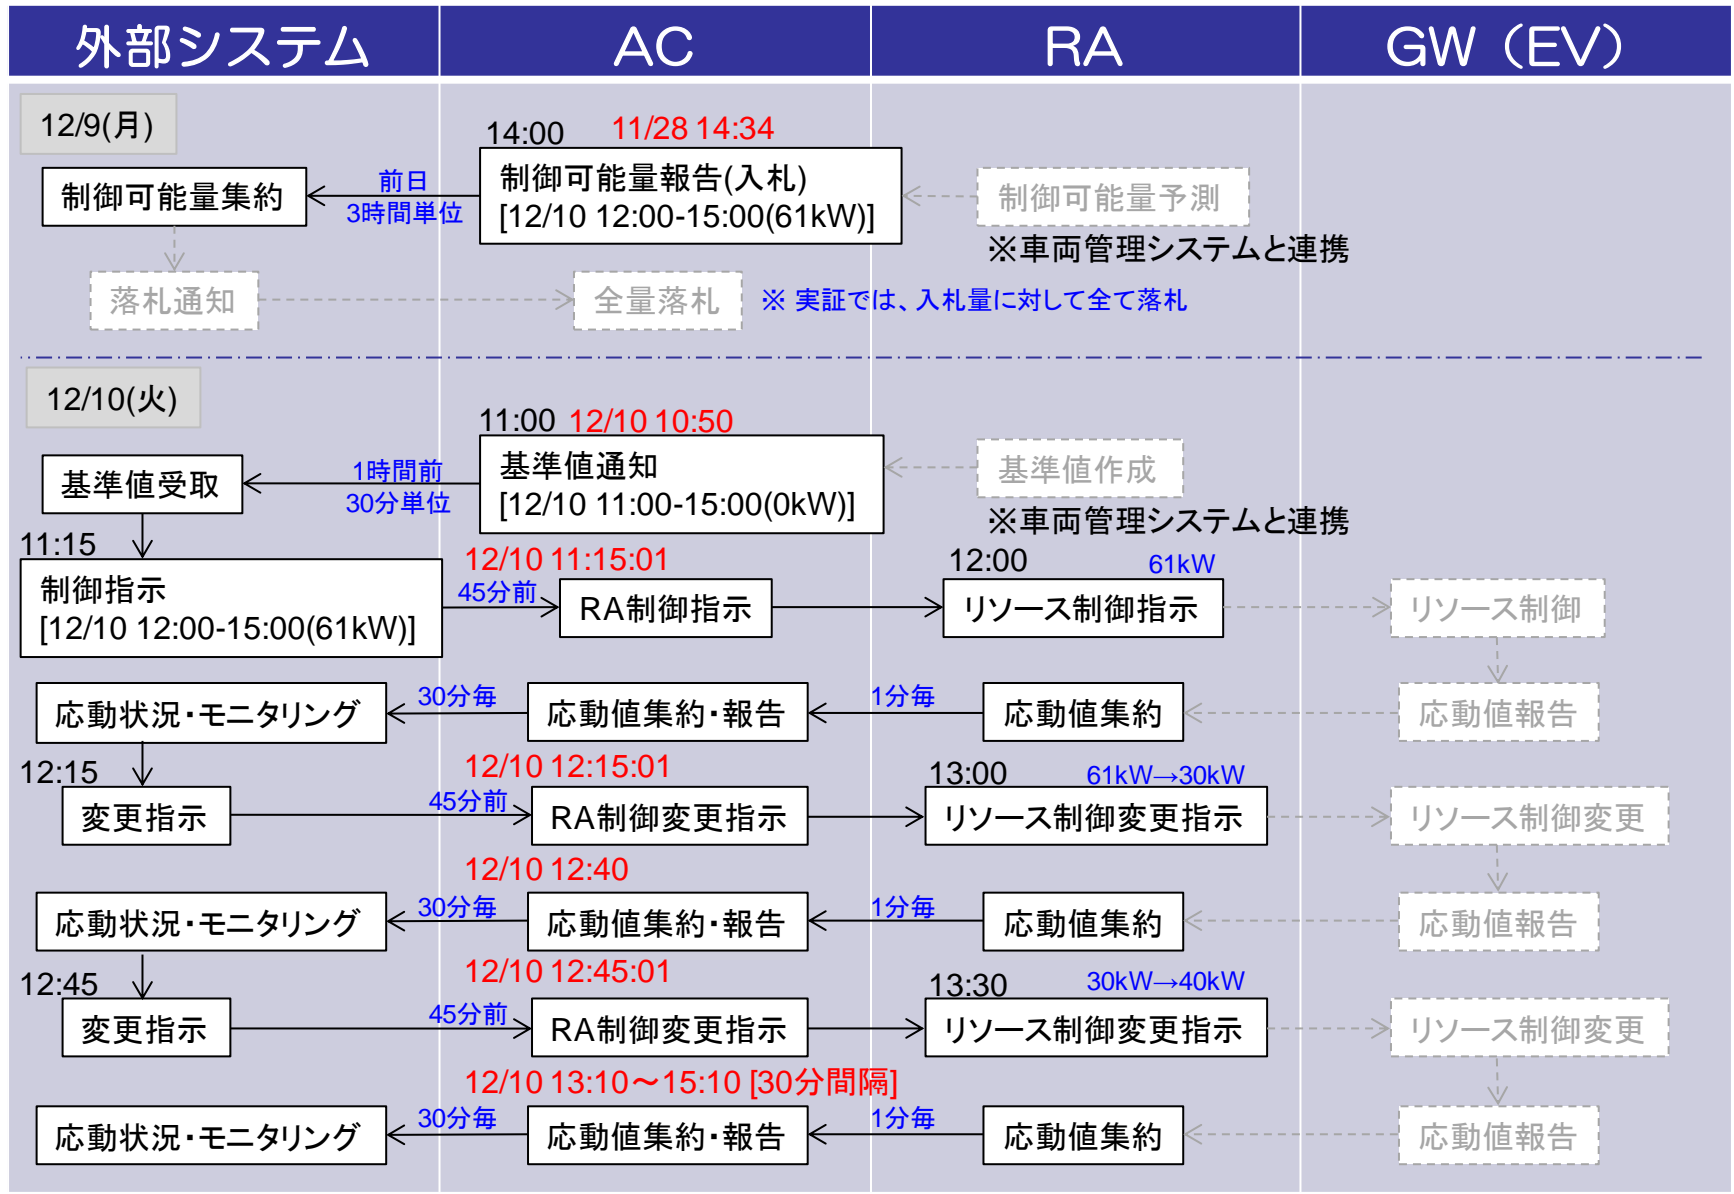 外部システム
AC
RA
GW（EV）
12/9(月)
14:00
11/28 14:34
制御可能量集約
前日
3時間単位
制御可能量報告(入札)
[12/10 12:00-15:00(61kW)]
制御可能量予測
※車両管理システムと連携
落札通知
全量落札
※ 実証では、入札量に対して全て落札
12/10(火)
11:00
12/10 10:50
基準値受取
1時間前
30分単位
基準値通知
[12/10 11:00-15:00(0kW)]
基準値作成
※車両管理システムと連携
11:15
制御指示
[12/10 12:00-15:00(61kW)]
12/10 11:15:01
45分前
RA制御指示
12:00
61kW
リソース制御指示
リソース制御
応動状況・モニタリング
30分毎
応動値集約・報告
1分毎
応動値集約
応動値報告
12:15
変更指示
12/10 12:15:01
45分前
RA制御変更指示
13:00
61kW→30kW
リソース制御変更指示
リソース制御変更
12/10 12:40
応動状況・モニタリング
30分毎
応動値集約・報告
1分毎
応動値集約
応動値報告
12:45
変更指示
12/10 12:45:01
45分前
RA制御変更指示
13:30
30kW→40kW
リソース制御変更指示
リソース制御変更
12/10 13:10～15:10 [30分間隔]
応動状況・モニタリング
30分毎
応動値集約・報告
1分毎
応動値集約
応動値報告